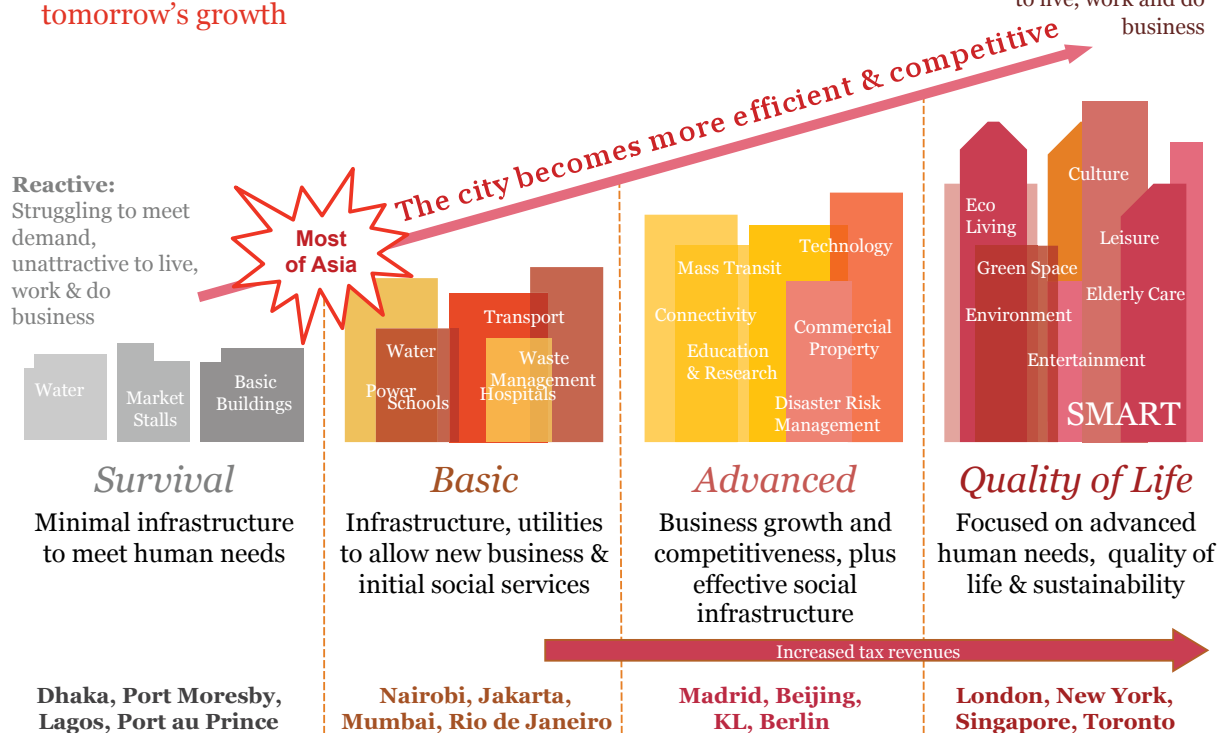 tomorrow's growth
to live, work and do
business
The city becomes more efficient & competitive
Reactive:
Struggling to meet
demand,
unattractive to live,
work & do
business
Most
of Asia
Water
Market
Stalls
Basic
Buildings
Transport
Water
Waste
Management
Power
Schools
Hospitals
Technology
Mass Transit
Connectivity
Commercial
Property
Education
& Research
Disaster Risk
Management
Culture
Eco
Living
Leisure
Green Space
Elderly Care
Environment
Entertainment
SMART
Survival
Minimal infrastructure
to meet human needs
Basic
Infrastructure, utilities
to allow new business &
initial social services
Advanced
Business growth and
competitiveness, plus
effective social
infrastructure
Quality of Life
Focused on advanced
human needs, quality of
life & sustainability
Increased tax revenues
Dhaka, Port Moresby,
Lagos, Port au Prince
Nairobi, Jakarta,
Mumbai, Rio de Janeiro
Madrid, Beijing,
KL, Berlin
London, New York,
Singapore, Toronto